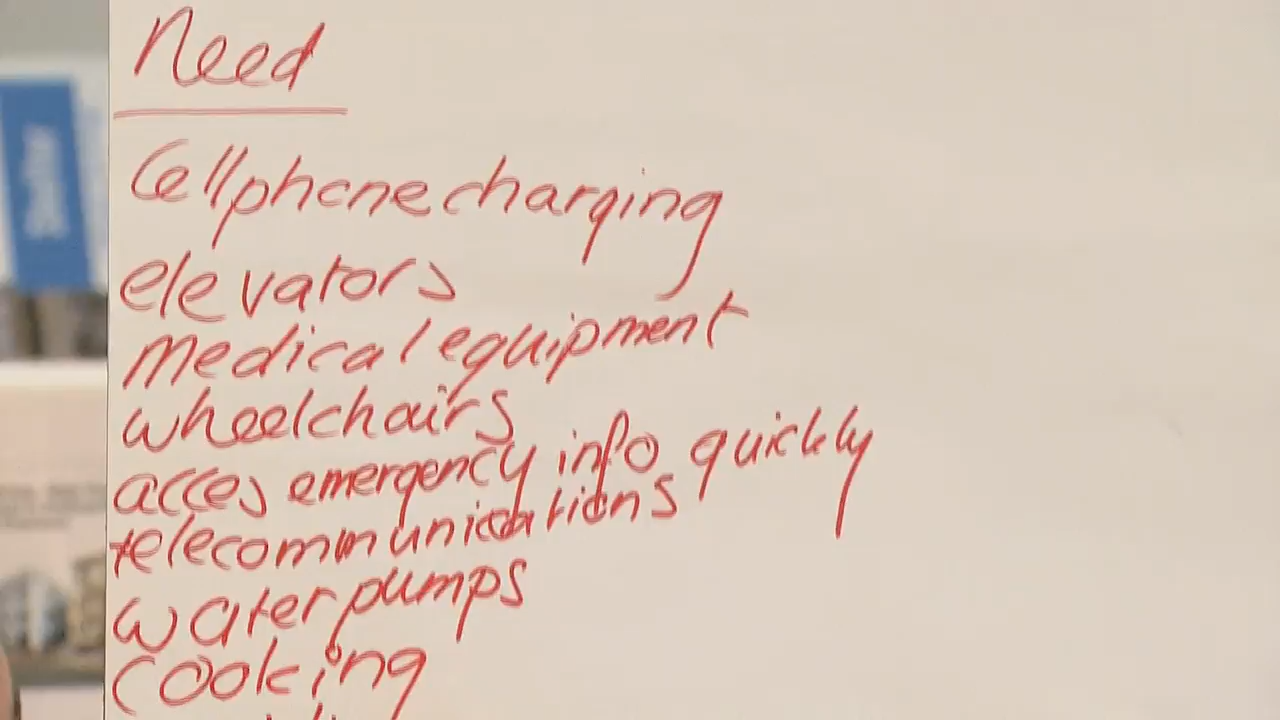 Need
Cellphone charging
elevators
medical equipment
wheelchairs
acces emergency info quickly
telecommunications
water pumps
cooking